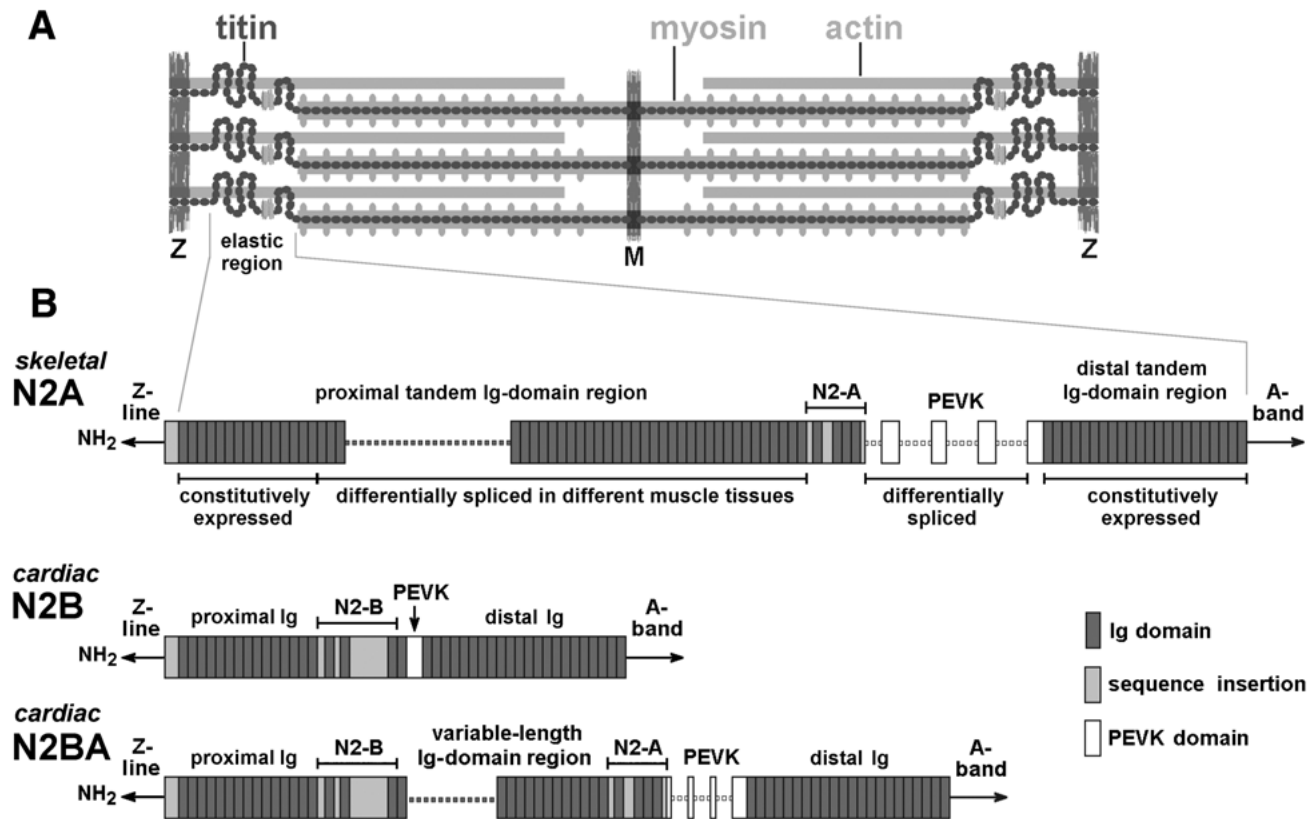 A
titin
myosin
actin
Z
elastic
region
M
Z
B
skeletal
N2A
Z-
line
NH2
proximal tandem Ig-domain region
N2-A
PEVK
distal tandem
Ig-domain region
A-
band
constitutively
expressed
differentially spliced in different muscle tissues
differentially
spliced
constitutively
expressed
cardiac
N2B
Z-
line
NH2
proximal Ig
N2-B
PEVK
distal Ig
A-
band
Ig domain
sequence insertion
PEVK domain
cardiac
N2BA
Z-
line
NH2
proximal Ig
N2-B
variable-length
Ig-domain region
N2-A
PEVK
distal Ig
A-
band